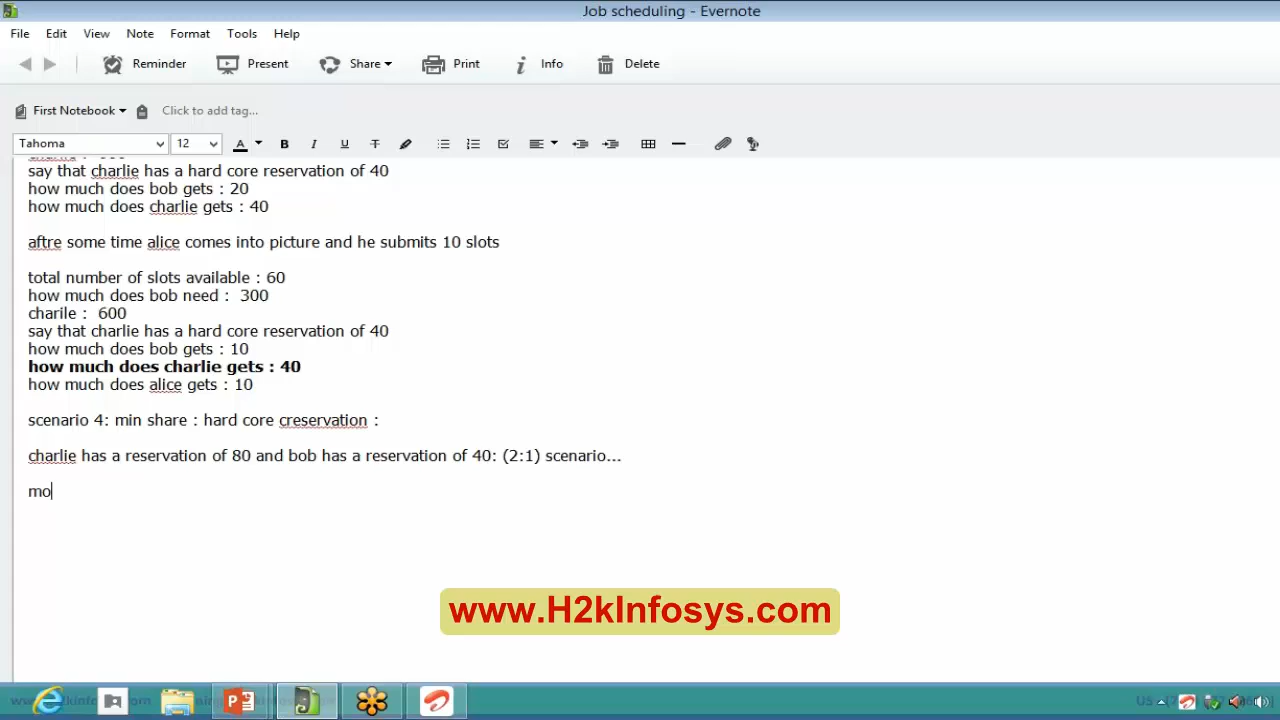 Job scheduling - Evernote
File Edit View Note Format Tools Help
Reminder Present Share Print Info Delete
First Notebook Click to add tag...
Tahoma 12
say that charlie has a hard core reservation of 40
how much does bob gets : 20
how much does charlie gets : 40
aftre some time alice comes into picture and he submits 10 slots
total number of slots available : 60
how much does bob need : 300
charile : 600
say that charlie has a hard core reservation of 40
how much does bob gets : 10
how much does charlie gets : 40
how much does alice gets : 10
scenario 4: min share : hard core creservation :
charlie has a reservation of 80 and bob has a reservation of 40: (2:1) scenario...
mo
www.H2kInfosys.com
US